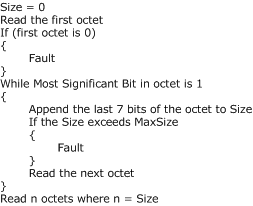 Size = 0
Read the first octet
If (first octet is 0)
{
Fault
}
While Most Significant Bit in octet is 1
{
Append the last 7 bits of the octet to Size
If the Size exceeds MaxSize
{
Fault
}
Read the next octet
}
Read n octets where n = Size